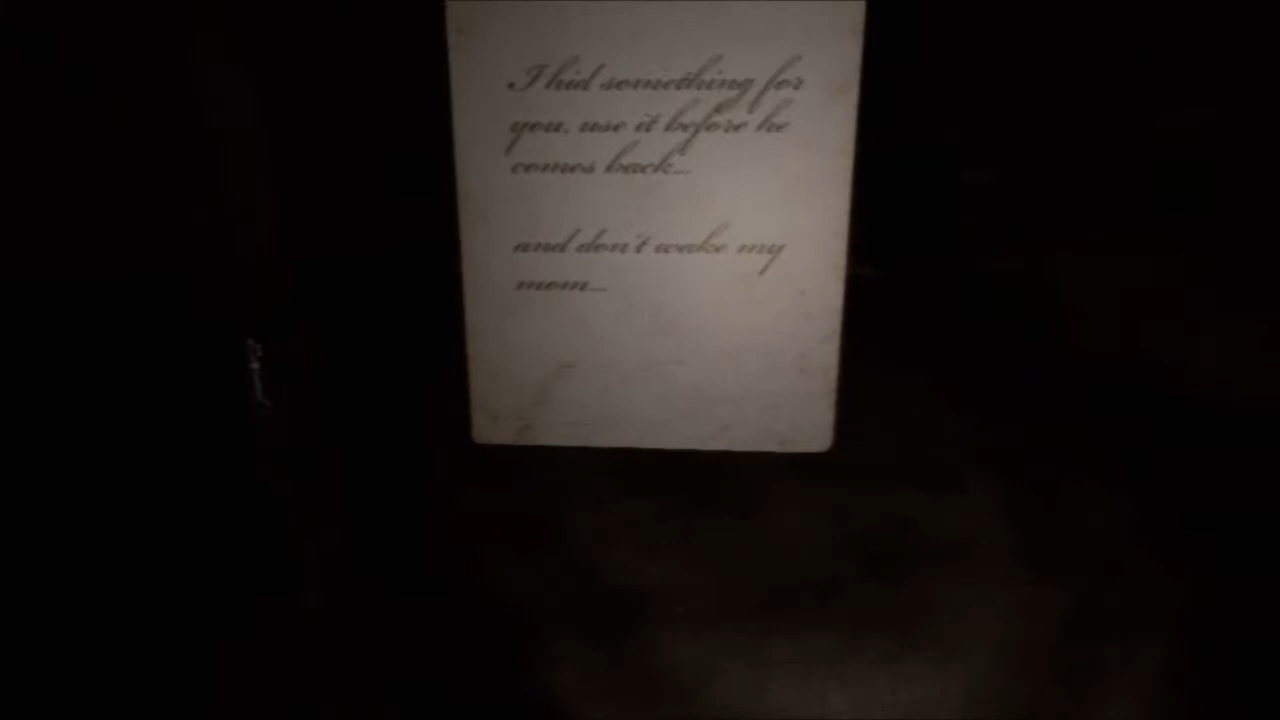 I hid something for
you, use it before he
comes back...
and don't wake my
mom...